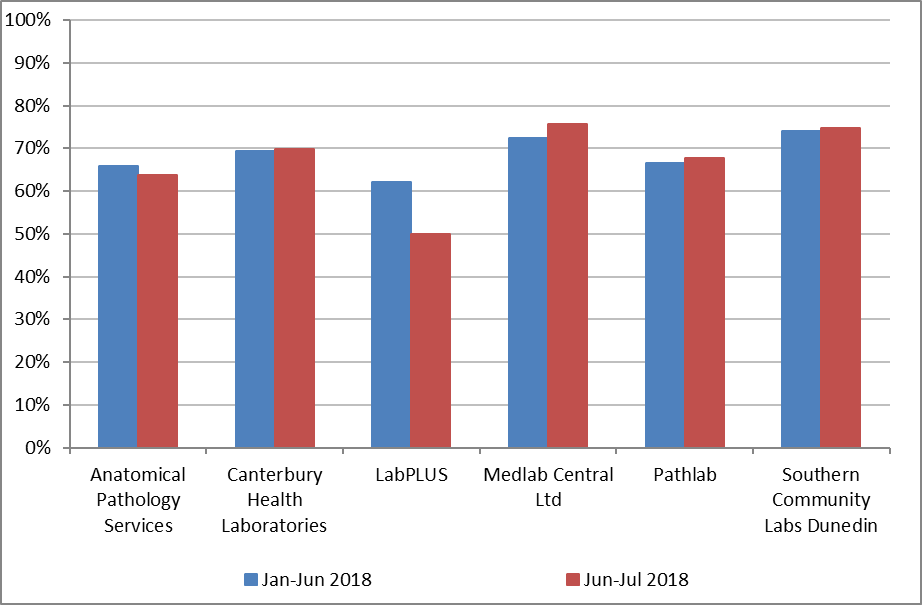 100%
90%
80%
70%
60%
50%
40%
30%
20%
10%
0%
Anatomical
Pathology
Services
Canterbury
Health
Laboratories
LabPLUS
Medlab Central
Ltd
Pathlab
Southern
Community
Labs Dunedin
Jan-Jun 2018
Jun-Jul 2018